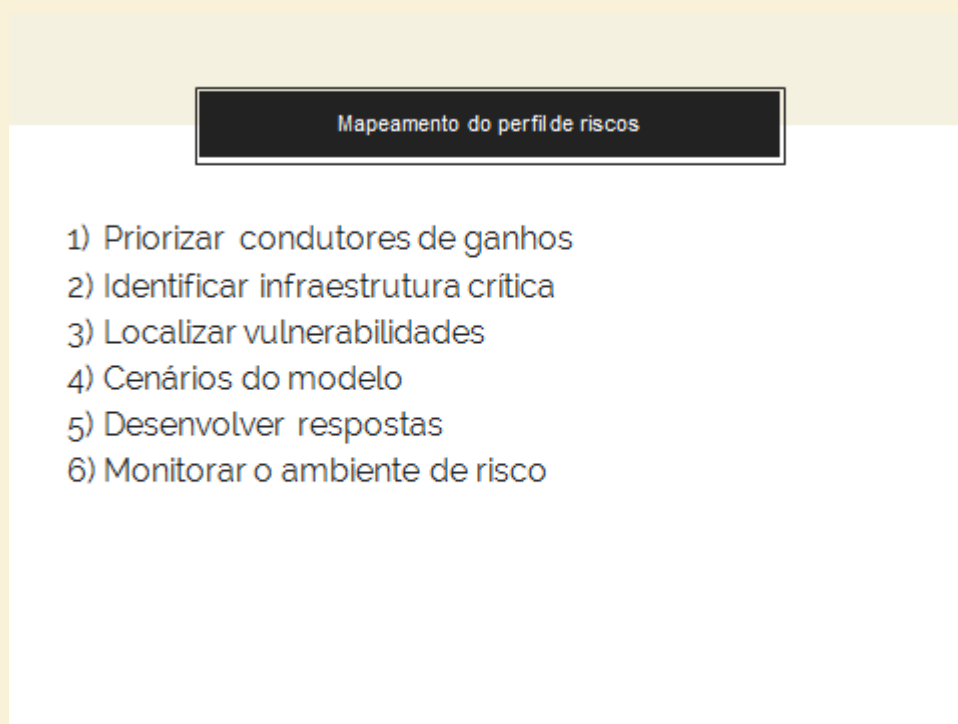 Mapeamento do perfil de riscos
1) Priorizar condutores de ganhos
2) Identificar infraestrutura crítica
3) Localizar vulnerabilidades
4) Cenários do modelo
5) Desenvolver respostas
6) Monitorar o ambiente de risco